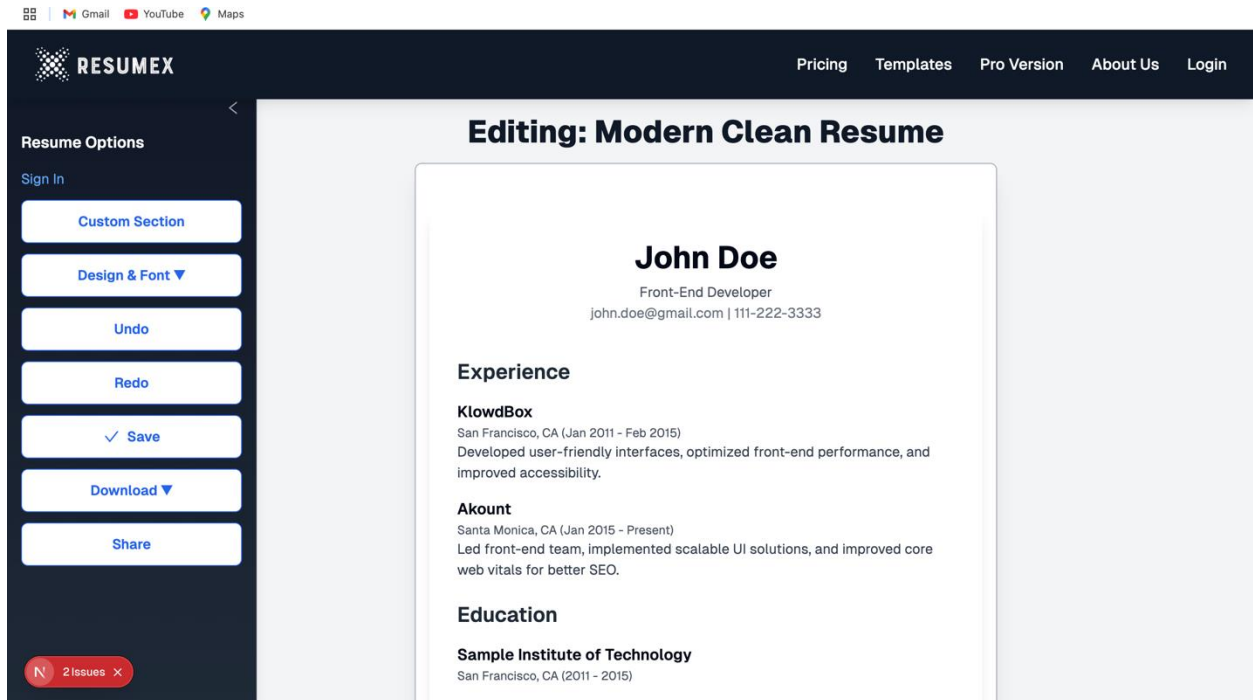 Gmail YouTube Maps
RESUMEX
Pricing Templates Pro Version About Us Login
<
Resume Options
Sign In
Custom Section
Design & Font ▼
Undo
Redo
✓ Save
Download ▼
Share
N 2 Issues ×
Editing: Modern Clean Resume
John Doe
Front-End Developer
john.doe@gmail.com | 111-222-3333
Experience
KlowdBox
San Francisco, CA (Jan 2011 - Feb 2015)
Developed user-friendly interfaces, optimized front-end performance, and
improved accessibility.
Akount
Santa Monica, CA (Jan 2015 - Present)
Led front-end team, implemented scalable UI solutions, and improved core
web vitals for better SEO.
Education
Sample Institute of Technology
San Francisco, CA (2011 - 2015)